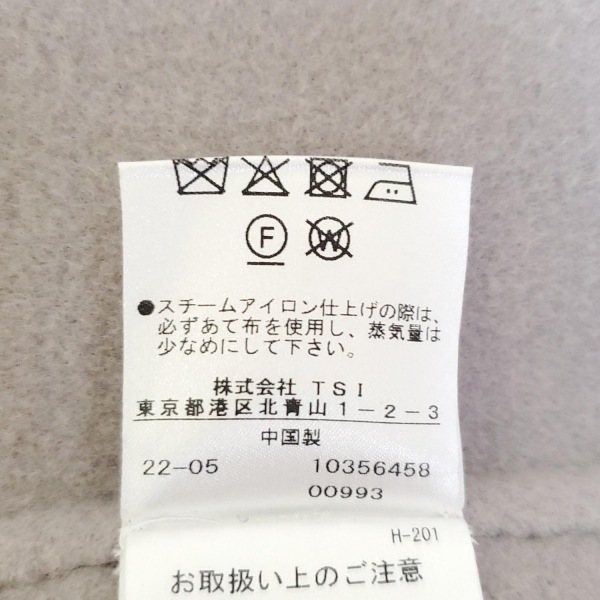 F W
●スチームアイロン仕上げの際は、
必ずあて布を使用し、蒸気量は
少なめにして下さい。
株式会社 TSI
東京都港区北青山1-2-3
中国製
22-05 10356458
00993
H-201
お取扱い上のご注意